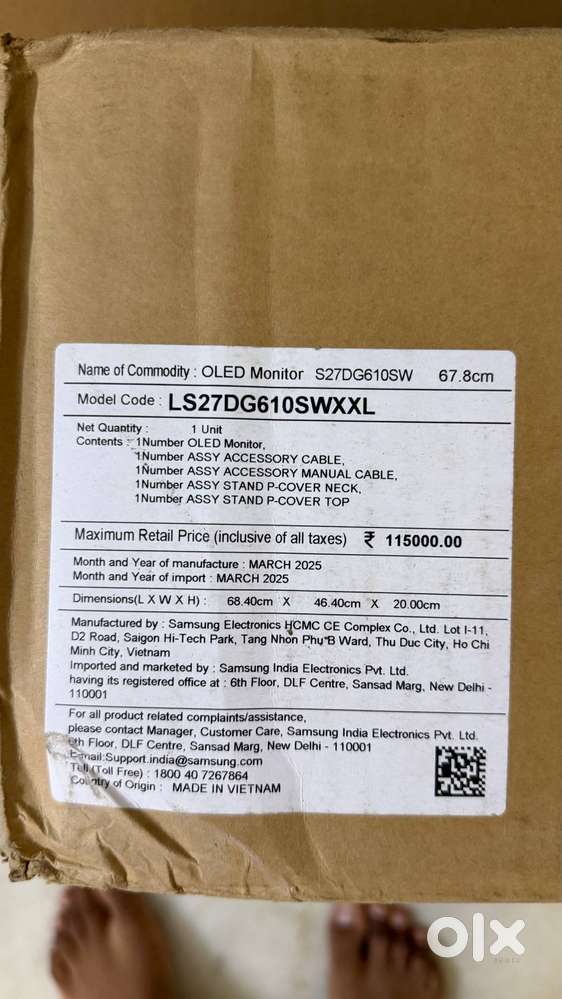 Name of Commodity : OLED Monitor S27DG610SW 67.8cm
Model Code : LS27DG610SWXXL
Net Quantity : 1 Unit
Contents : 1Number OLED Monitor,
1Number ASSY ACCESSORY CABLE,
1Number ASSY ACCESSORY MANUAL CABLE,
1Number ASSY STAND P-COVER NECK,
1Number ASSY STAND P-COVER TOP
Maximum Retail Price (inclusive of all taxes) ₹ 115000.00
Month and Year of manufacture : MARCH 2025
Month and Year of import : MARCH 2025
Dimensions(L X W X H) : 68.40cm X 46.40cm X 20.00cm
Manufactured by : Samsung Electronics HCMC CE Complex Co., Ltd. Lot I-11,
D2 Road, Saigon Hi-Tech Park, Tang Nhon Phu B Ward, Thu Duc City, Ho Chi
Minh City, Vietnam
Imported and marketed by : Samsung India Electronics Pvt. Ltd.
having its registered office at : 6th Floor, DLF Centre, Sansad Marg, New Delhi -
110001
For all product related complaints/assistance,
please contact Manager, Customer Care, Samsung India Electronics Pvt. Ltd.
6th Floor, DLF Centre, Sansad Marg, New Delhi - 110001
E-mail:Support.india@samsung.com
Tell (Toll Free) : 1800 40 7267864
Country of Origin : MADE IN VIETNAM
olx